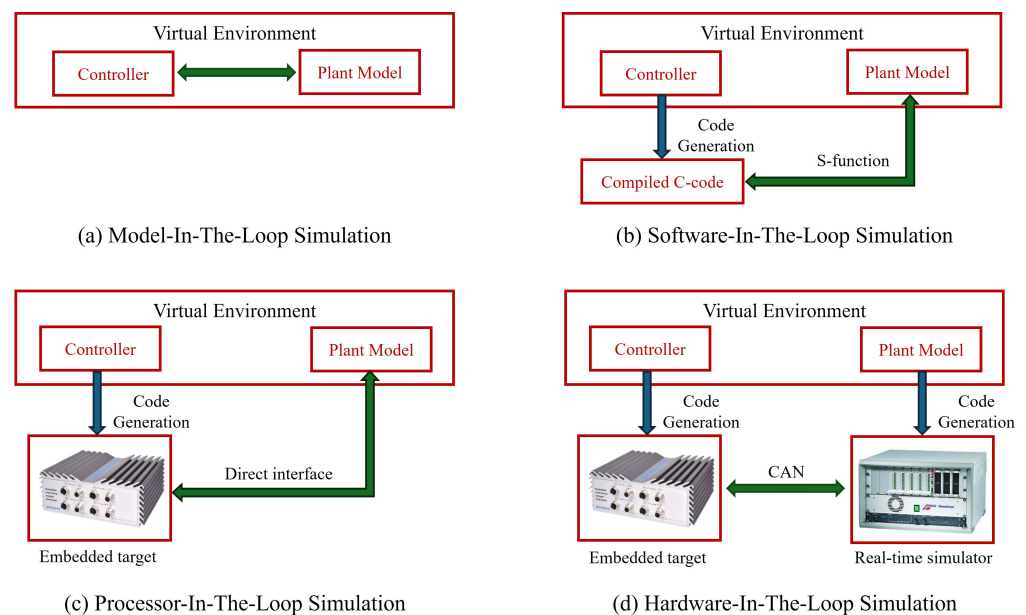 Virtual Environment
Controller
Plant Model
(a) Model-In-The-Loop Simulation
Virtual Environment
Controller
Plant Model
Code
Generation
S-function
Compiled C-code
(b) Software-In-The-Loop Simulation
Virtual Environment
Controller
Plant Model
Code
Generation
Direct interface
Embedded target
(c) Processor-In-The-Loop Simulation
Virtual Environment
Controller
Plant Model
Code
Generation
Code
Generation
CAN
Embedded target
Real-time simulator
(d) Hardware-In-The-Loop Simulation